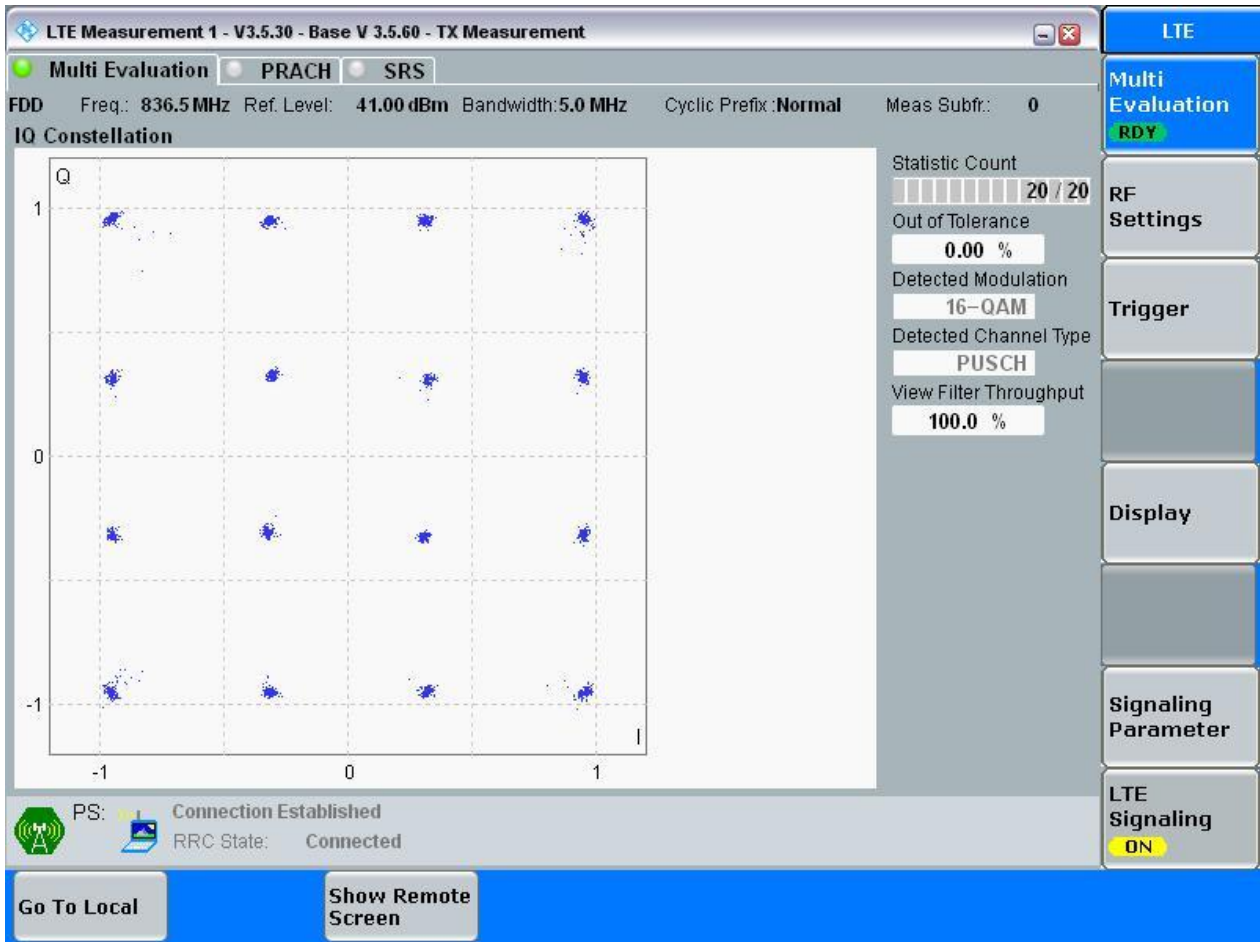 LTE Measurement 1 - V3.5.30 - Base V 3.5.60 - TX Measurement
LTE
Multi Evaluation PRACH SRS
Multi
Evaluation
RDY
FDD Freq.: 836.5 MHz Ref. Level: 41.00 dBm Bandwidth: 5.0 MHz Cyclic Prefix : Normal Meas Subfr.: 0
IQ Constellation
Q
1
0
-1
-1 0 1
I
Statistic Count
20 / 20
Out of Tolerance
0.00 %
Detected Modulation
16-QAM
Detected Channel Type
PUSCH
View Filter Throughput
100.0 %
RF
Settings
Trigger
Display
Signaling
Parameter
LTE
Signaling
ON
PS: Connection Established
RRC State: Connected
Go To Local
Show Remote
Screen